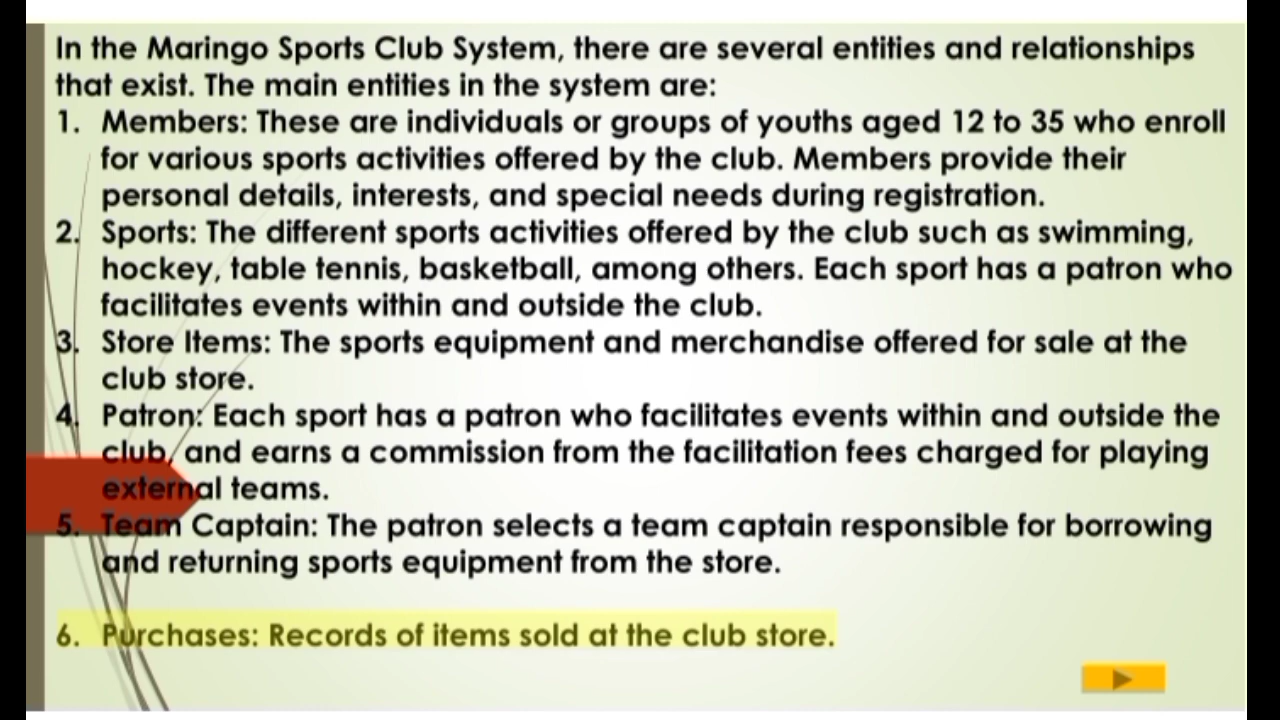 In the Maringo Sports Club System, there are several entities and relationships
that exist. The main entities in the system are:
1. Members: These are individuals or groups of youths aged 12 to 35 who enroll
for various sports activities offered by the club. Members provide their
personal details, interests, and special needs during registration.
2. Sports: The different sports activities offered by the club such as swimming,
hockey, table tennis, basketball, among others. Each sport has a patron who
facilitates events within and outside the club.
3. Store Items: The sports equipment and merchandise offered for sale at the
club store.
4. Patron: Each sport has a patron who facilitates events within and outside the
club, and earns a commission from the facilitation fees charged for playing
external teams.
5. Team Captain: The patron selects a team captain responsible for borrowing
and returning sports equipment from the store.
6. Purchases: Records of items sold at the club store.